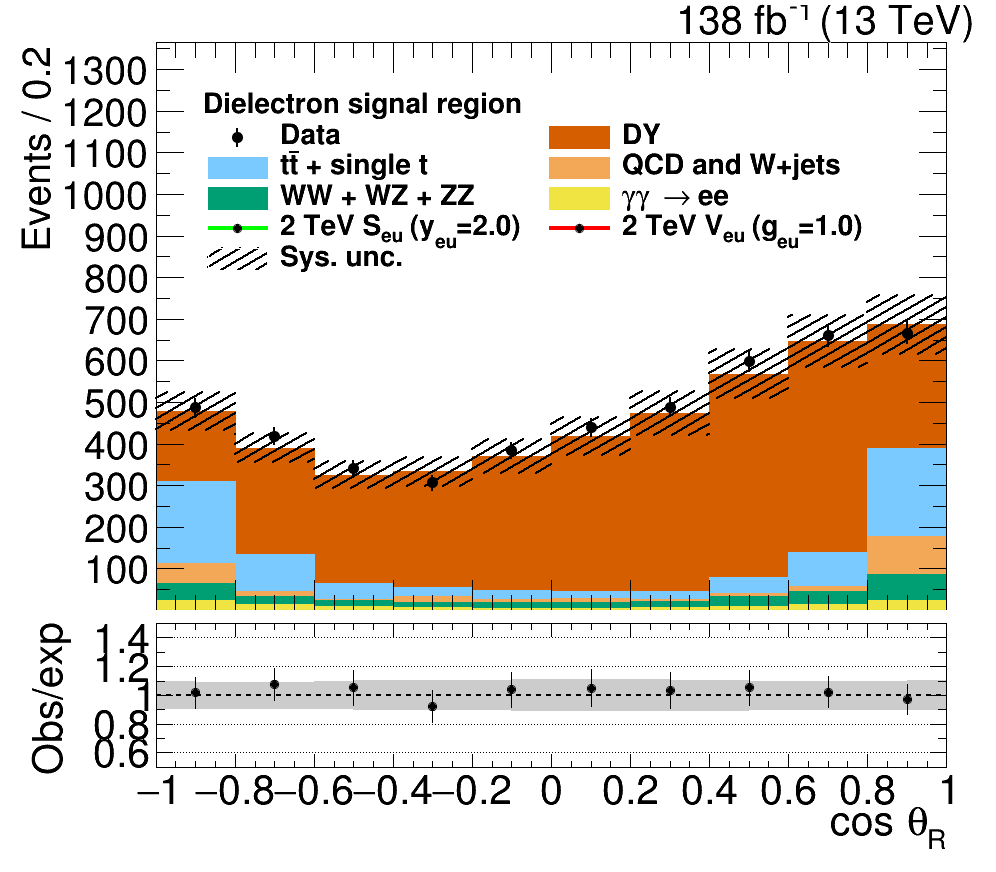 138 fb⁻¹ (13 TeV)
Events / 0.2
1300
1200
1100
1000
900
800
700
600
500
400
300
200
100
Dielectron signal region
Data
DY
tt̄ + single t
QCD and W+jets
WW + WZ + ZZ
γγ → ee
2 TeV S_eu (y_eu=2.0)
2 TeV V_eu (g_eu=1.0)
Sys. unc.
Obs/exp
1.4
1.2
1
0.8
0.6
−1 −0.8 −0.6 −0.4 −0.2 0 0.2 0.4 0.6 0.8 1
cos θ_R